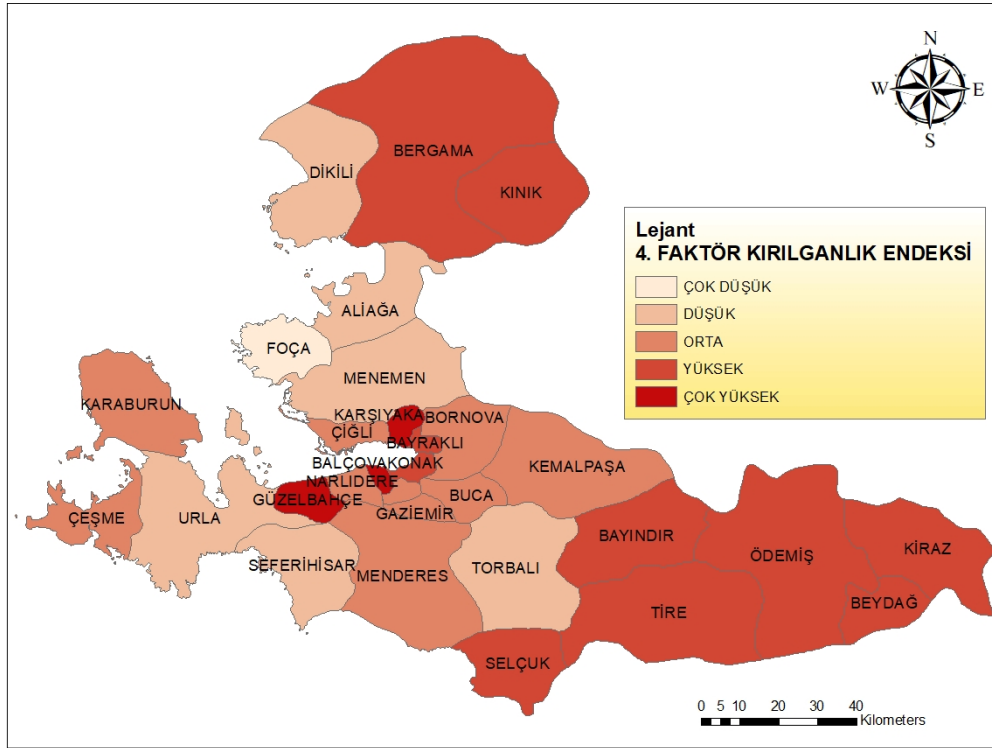 N
W E
S
BERGAMA
DİKİLİ
KINIK
Lejant
4. FAKTÖR KIRILGANLIK ENDEKSİ
ÇOK DÜŞÜK
DÜŞÜK
ORTA
YÜKSEK
ÇOK YÜKSEK
ALİAĞA
FOÇA
MENEMEN
KARABURUN
KARŞIYAKA
BORNOVA
ÇİĞLİ
BAYRAKLI
BALÇOVA
KONAK
KEMALPAŞA
NARLIDERE
GÜZELBAHÇE
BUCA
GAZİEMİR
ÇEŞME
URLA
BAYINDIR
ÖDEMİŞ
KİRAZ
SEFERİHİSAR
MENDERES
TORBALI
TİRE
BEYDAĞ
SELÇUK
0 5 10 20 30 40
Kilometers